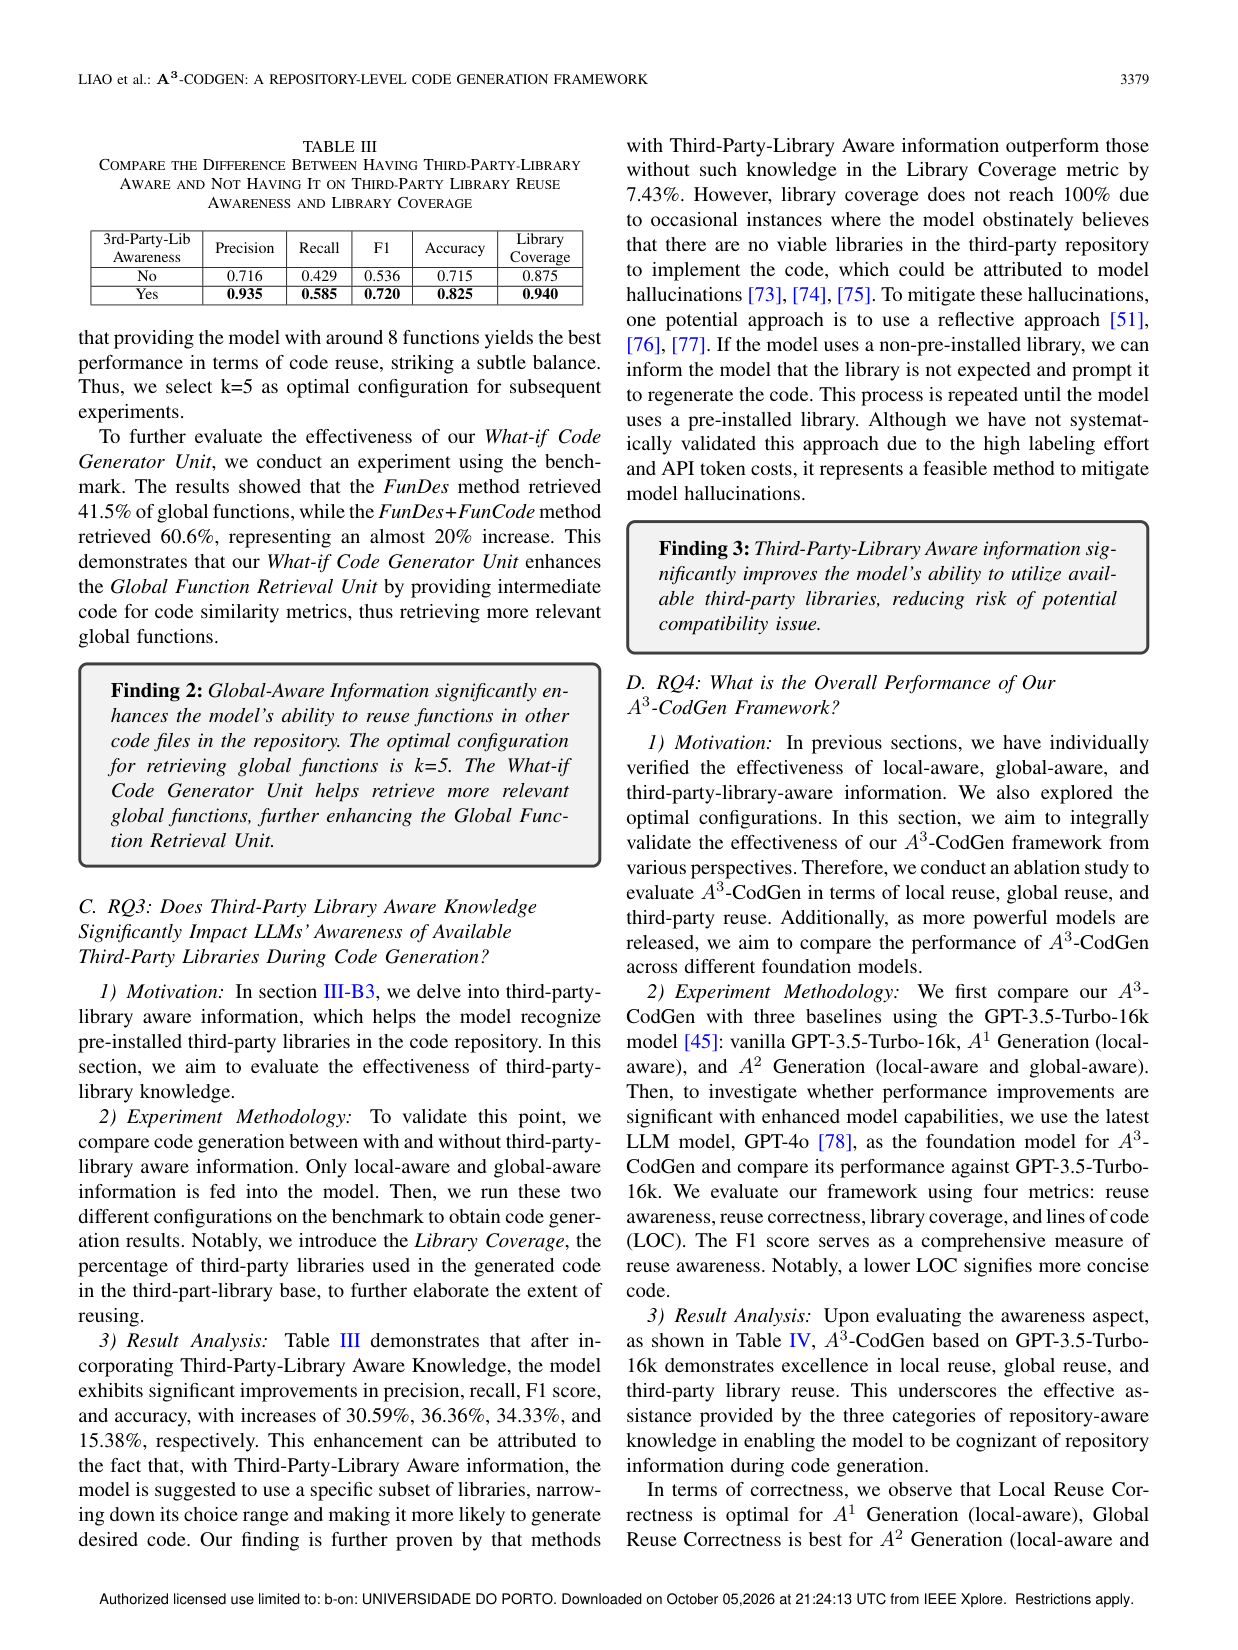 LIAO et al.: A³-CODGEN: A REPOSITORY-LEVEL CODE GENERATION FRAMEWORK 3379
TABLE III
COMPARE THE DIFFERENCE BETWEEN HAVING THIRD-PARTY-LIBRARY
AWARE AND NOT HAVING IT ON THIRD-PARTY LIBRARY REUSE
AWARENESS AND LIBRARY COVERAGE
3rd-Party-Lib Awareness Precision Recall F1 Accuracy Library Coverage
No 0.716 0.429 0.536 0.715 0.875
Yes 0.935 0.585 0.720 0.825 0.940
that providing the model with around 8 functions yields the best
performance in terms of code reuse, striking a subtle balance.
Thus, we select k=5 as optimal configuration for subsequent
experiments.
To further evaluate the effectiveness of our What-if Code
Generator Unit, we conduct an experiment using the bench-
mark. The results showed that the FunDes method retrieved
41.5% of global functions, while the FunDes+FunCode method
retrieved 60.6%, representing an almost 20% increase. This
demonstrates that our What-if Code Generator Unit enhances
the Global Function Retrieval Unit by providing intermediate
code for code similarity metrics, thus retrieving more relevant
global functions.
Finding 2: Global-Aware Information significantly en-
hances the model's ability to reuse functions in other
code files in the repository. The optimal configuration
for retrieving global functions is k=5. The What-if
Code Generator Unit helps retrieve more relevant
global functions, further enhancing the Global Func-
tion Retrieval Unit.
C. RQ3: Does Third-Party Library Aware Knowledge
Significantly Impact LLMs' Awareness of Available
Third-Party Libraries During Code Generation?
1) Motivation: In section III-B3, we delve into third-party-
library aware information, which helps the model recognize
pre-installed third-party libraries in the code repository. In this
section, we aim to evaluate the effectiveness of third-party-
library knowledge.
2) Experiment Methodology: To validate this point, we
compare code generation between with and without third-party-
library aware information. Only local-aware and global-aware
information is fed into the model. Then, we run these two
different configurations on the benchmark to obtain code gener-
ation results. Notably, we introduce the Library Coverage, the
percentage of third-party libraries used in the generated code
in the third-part-library base, to further elaborate the extent of
reusing.
3) Result Analysis: Table III demonstrates that after in-
corporating Third-Party-Library Aware Knowledge, the model
exhibits significant improvements in precision, recall, F1 score,
and accuracy, with increases of 30.59%, 36.36%, 34.33%, and
15.38%, respectively. This enhancement can be attributed to
the fact that, with Third-Party-Library Aware information, the
model is suggested to use a specific subset of libraries, narrow-
ing down its choice range and making it more likely to generate
desired code. Our finding is further proven by that methods
with Third-Party-Library Aware information outperform those
without such knowledge in the Library Coverage metric by
7.43%. However, library coverage does not reach 100% due
to occasional instances where the model obstinately believes
that there are no viable libraries in the third-party repository
to implement the code, which could be attributed to model
hallucinations [73], [74], [75]. To mitigate these hallucinations,
one potential approach is to use a reflective approach [51],
[76], [77]. If the model uses a non-pre-installed library, we can
inform the model that the library is not expected and prompt it
to regenerate the code. This process is repeated until the model
uses a pre-installed library. Although we have not systemat-
ically validated this approach due to the high labeling effort
and API token costs, it represents a feasible method to mitigate
model hallucinations.
Finding 3: Third-Party-Library Aware information sig-
nificantly improves the model's ability to utilize avail-
able third-party libraries, reducing risk of potential
compatibility issue.
D. RQ4: What is the Overall Performance of Our
A³-CodGen Framework?
1) Motivation: In previous sections, we have individually
verified the effectiveness of local-aware, global-aware, and
third-party-library-aware information. We also explored the
optimal configurations. In this section, we aim to integrally
validate the effectiveness of our A³-CodGen framework from
various perspectives. Therefore, we conduct an ablation study to
evaluate A³-CodGen in terms of local reuse, global reuse, and
third-party reuse. Additionally, as more powerful models are
released, we aim to compare the performance of A³-CodGen
across different foundation models.
2) Experiment Methodology: We first compare our A³-
CodGen with three baselines using the GPT-3.5-Turbo-16k
model [45]: vanilla GPT-3.5-Turbo-16k, A¹ Generation (local-
aware), and A² Generation (local-aware and global-aware).
Then, to investigate whether performance improvements are
significant with enhanced model capabilities, we use the latest
LLM model, GPT-4o [78], as the foundation model for A³-
CodGen and compare its performance against GPT-3.5-Turbo-
16k. We evaluate our framework using four metrics: reuse
awareness, reuse correctness, library coverage, and lines of code
(LOC). The F1 score serves as a comprehensive measure of
reuse awareness. Notably, a lower LOC signifies more concise
code.
3) Result Analysis: Upon evaluating the awareness aspect,
as shown in Table IV, A³-CodGen based on GPT-3.5-Turbo-
16k demonstrates excellence in local reuse, global reuse, and
third-party library reuse. This underscores the effective as-
sistance provided by the three categories of repository-aware
knowledge in enabling the model to be cognizant of repository
information during code generation.
In terms of correctness, we observe that Local Reuse Cor-
rectness is optimal for A¹ Generation (local-aware), Global
Reuse Correctness is best for A² Generation (local-aware and
Authorized licensed use limited to: b-on: UNIVERSIDADE DO PORTO. Downloaded on October 05,2026 at 21:24:13 UTC from IEEE Xplore. Restrictions apply.